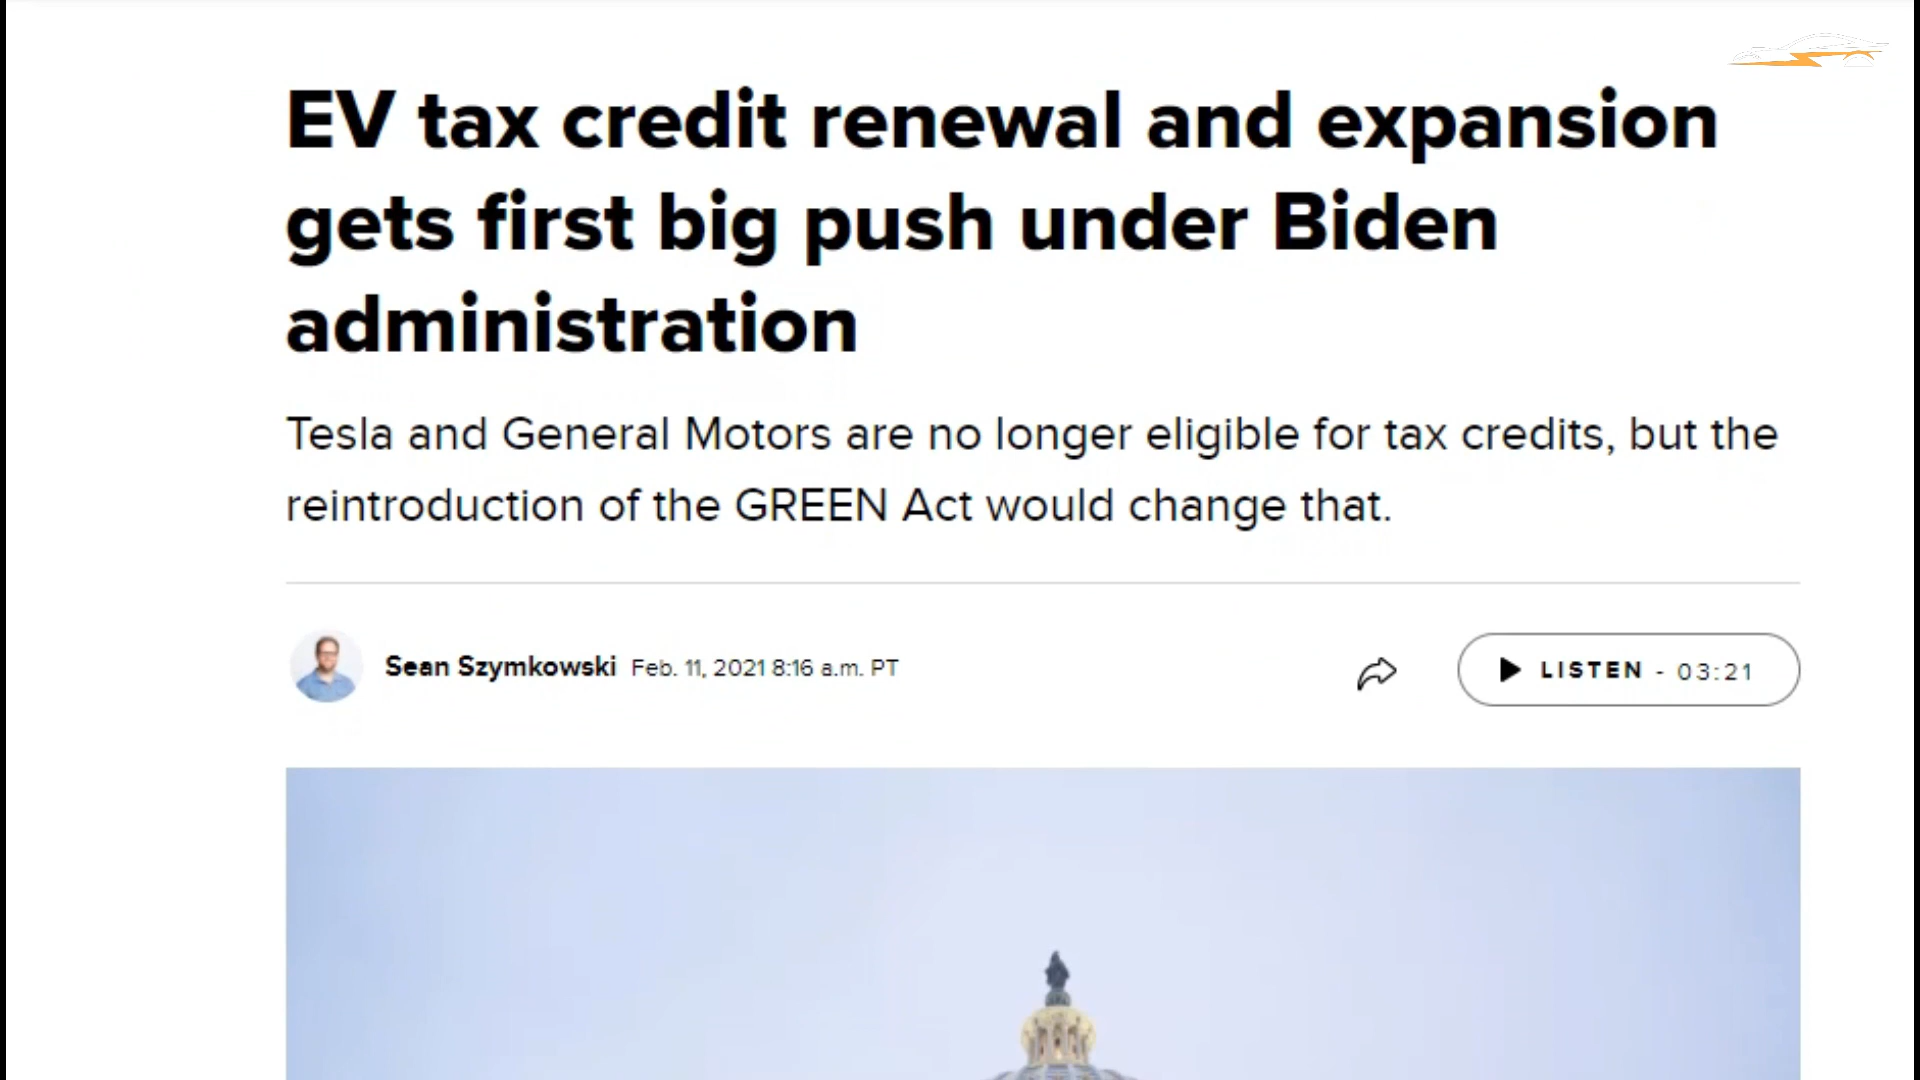 EV tax credit renewal and expansion
gets first big push under Biden
administration
Tesla and General Motors are no longer eligible for tax credits, but the
reintroduction of the GREEN Act would change that.
Sean Szymkowski Feb. 11, 2021 8:16 a.m. PT
LISTEN - 03:21